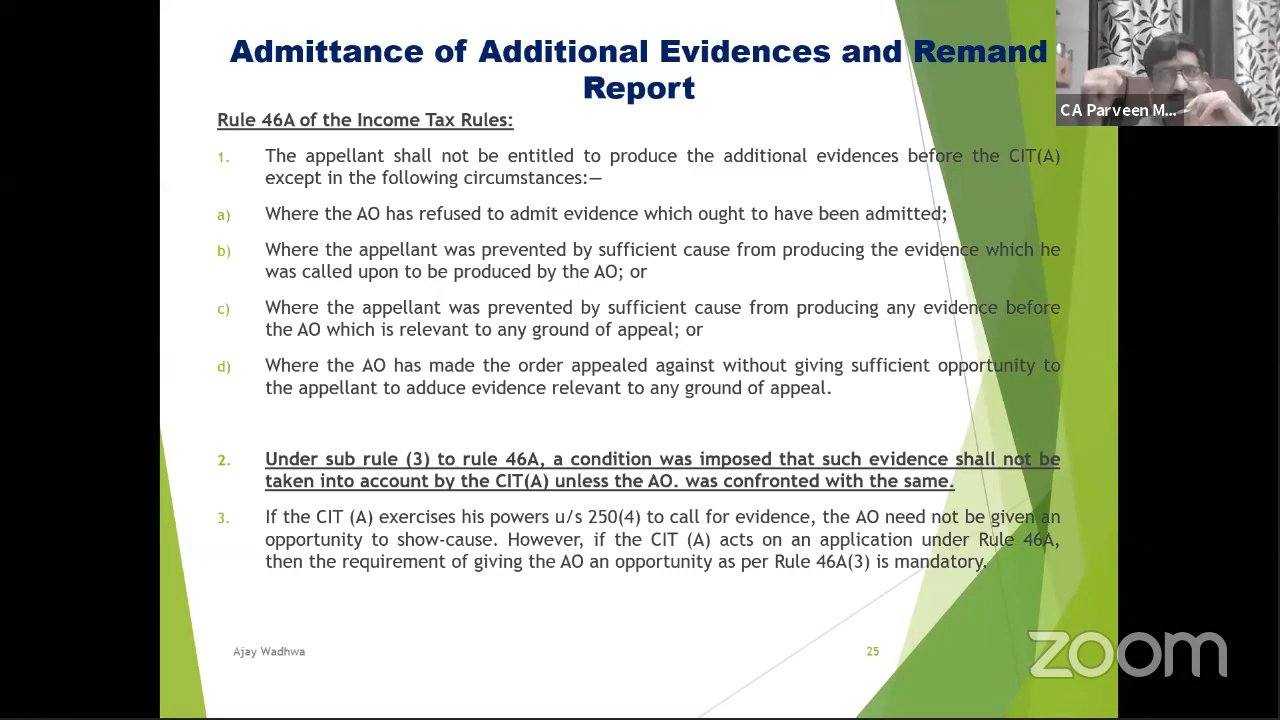 Admittance of Additional Evidences and Remand
Report
CA Parveen M...
Rule 46A of the Income Tax Rules:
1. The appellant shall not be entitled to produce the additional evidences before the CIT(A)
except in the following circumstances:—
a) Where the AO has refused to admit evidence which ought to have been admitted;
b) Where the appellant was prevented by sufficient cause from producing the evidence which he
was called upon to be produced by the AO; or
c) Where the appellant was prevented by sufficient cause from producing any evidence before
the AO which is relevant to any ground of appeal; or
d) Where the AO has made the order appealed against without giving sufficient opportunity to
the appellant to adduce evidence relevant to any ground of appeal.
2. Under sub rule (3) to rule 46A, a condition was imposed that such evidence shall not be
taken into account by the CIT(A) unless the AO. was confronted with the same.
3. If the CIT (A) exercises his powers u/s 250(4) to call for evidence, the AO need not be given an
opportunity to show-cause. However, if the CIT (A) acts on an application under Rule 46A,
then the requirement of giving the AO an opportunity as per Rule 46A(3) is mandatory.
Ajay Wadhwa
25
zoom